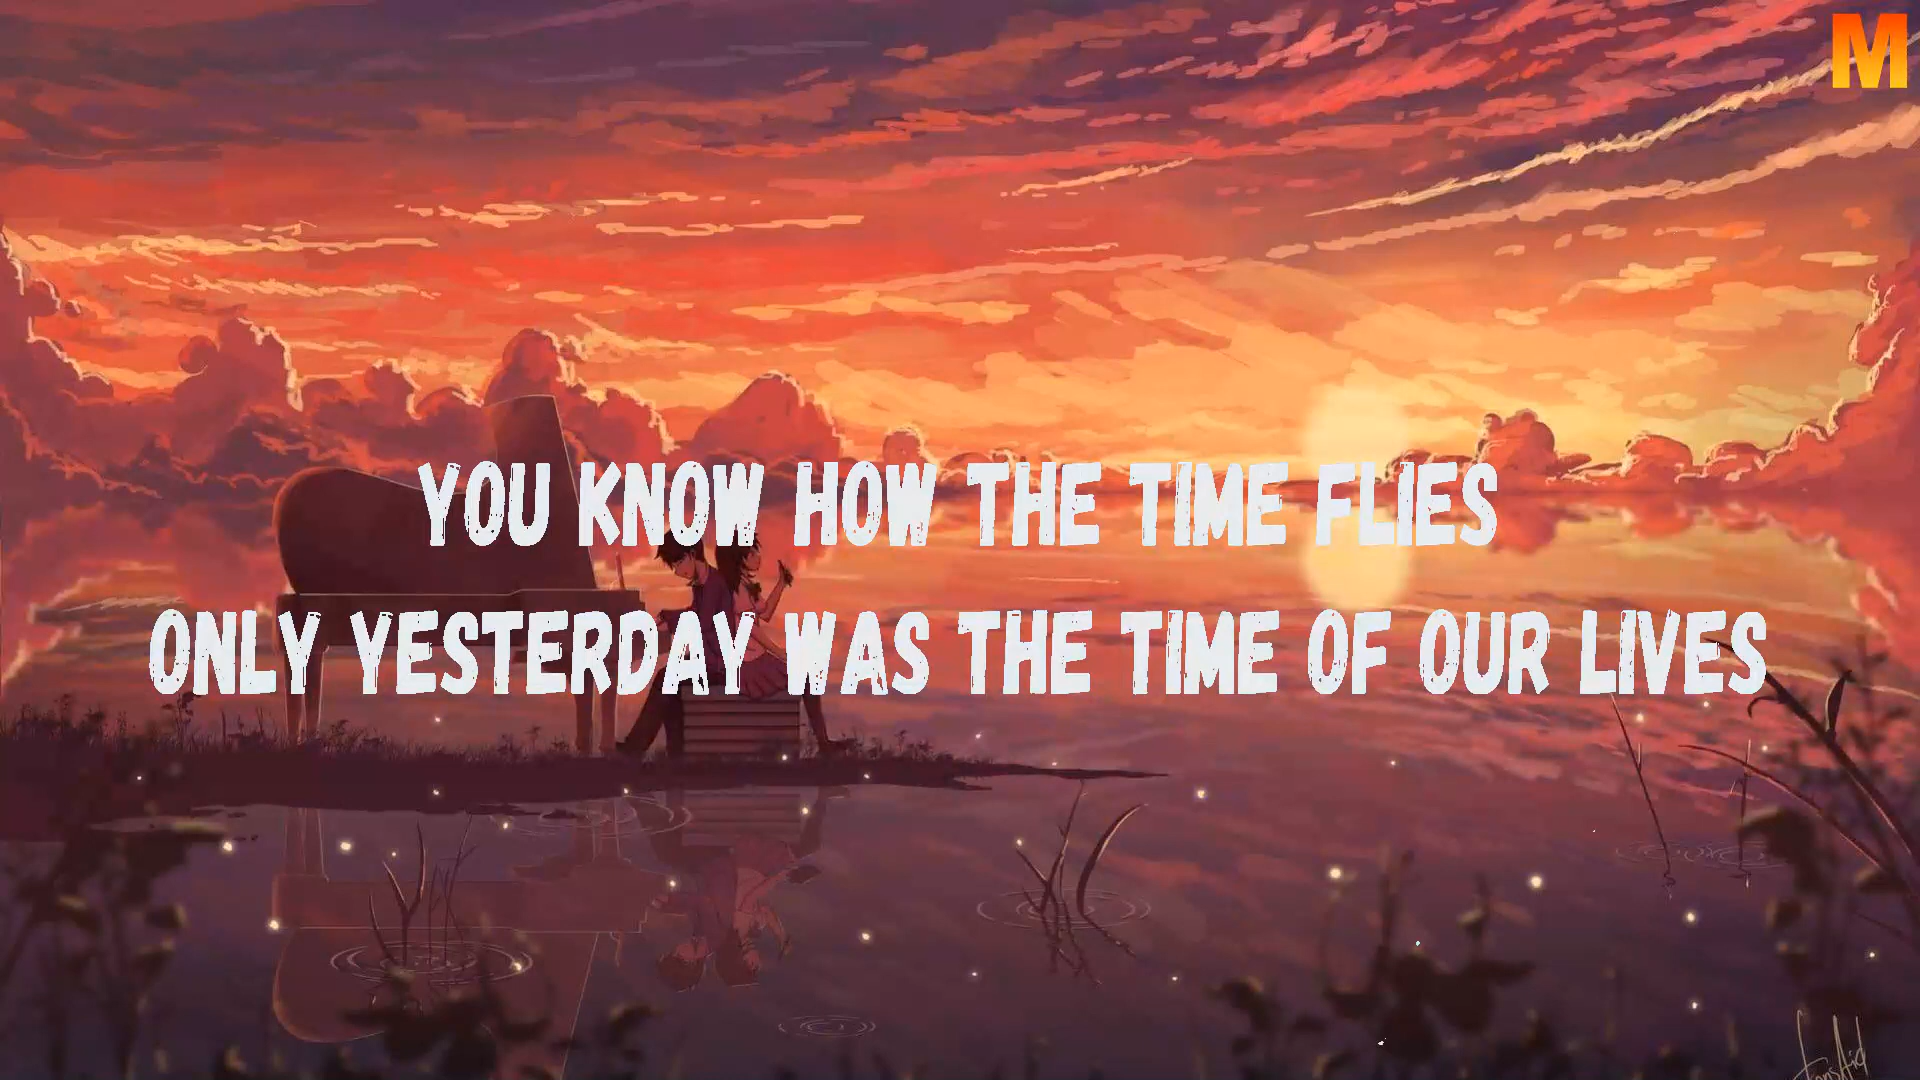 M
YOU KNOW HOW THE TIME FLIES
ONLY YESTERDAY WAS THE TIME OF OUR LIVES